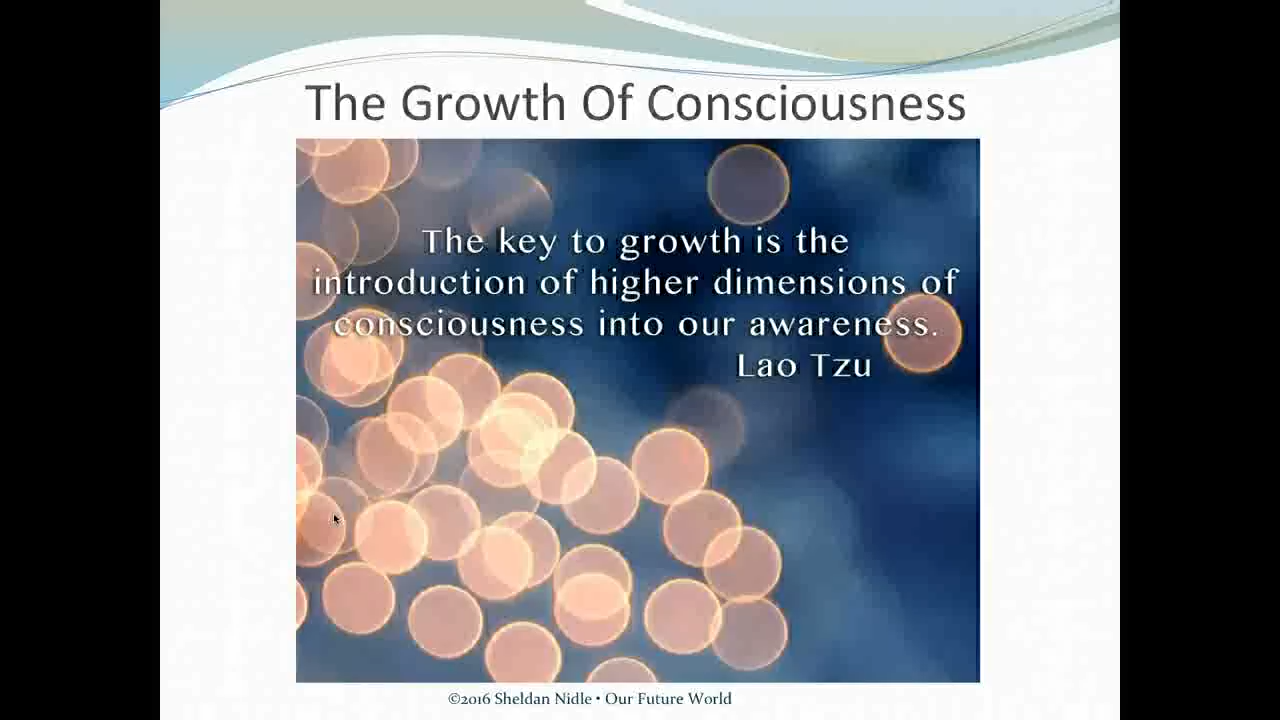 The Growth Of Consciousness
The key to growth is the
introduction of higher dimensions of
consciousness into our awareness.
Lao Tzu
©2016 Sheldan Nidle • Our Future World